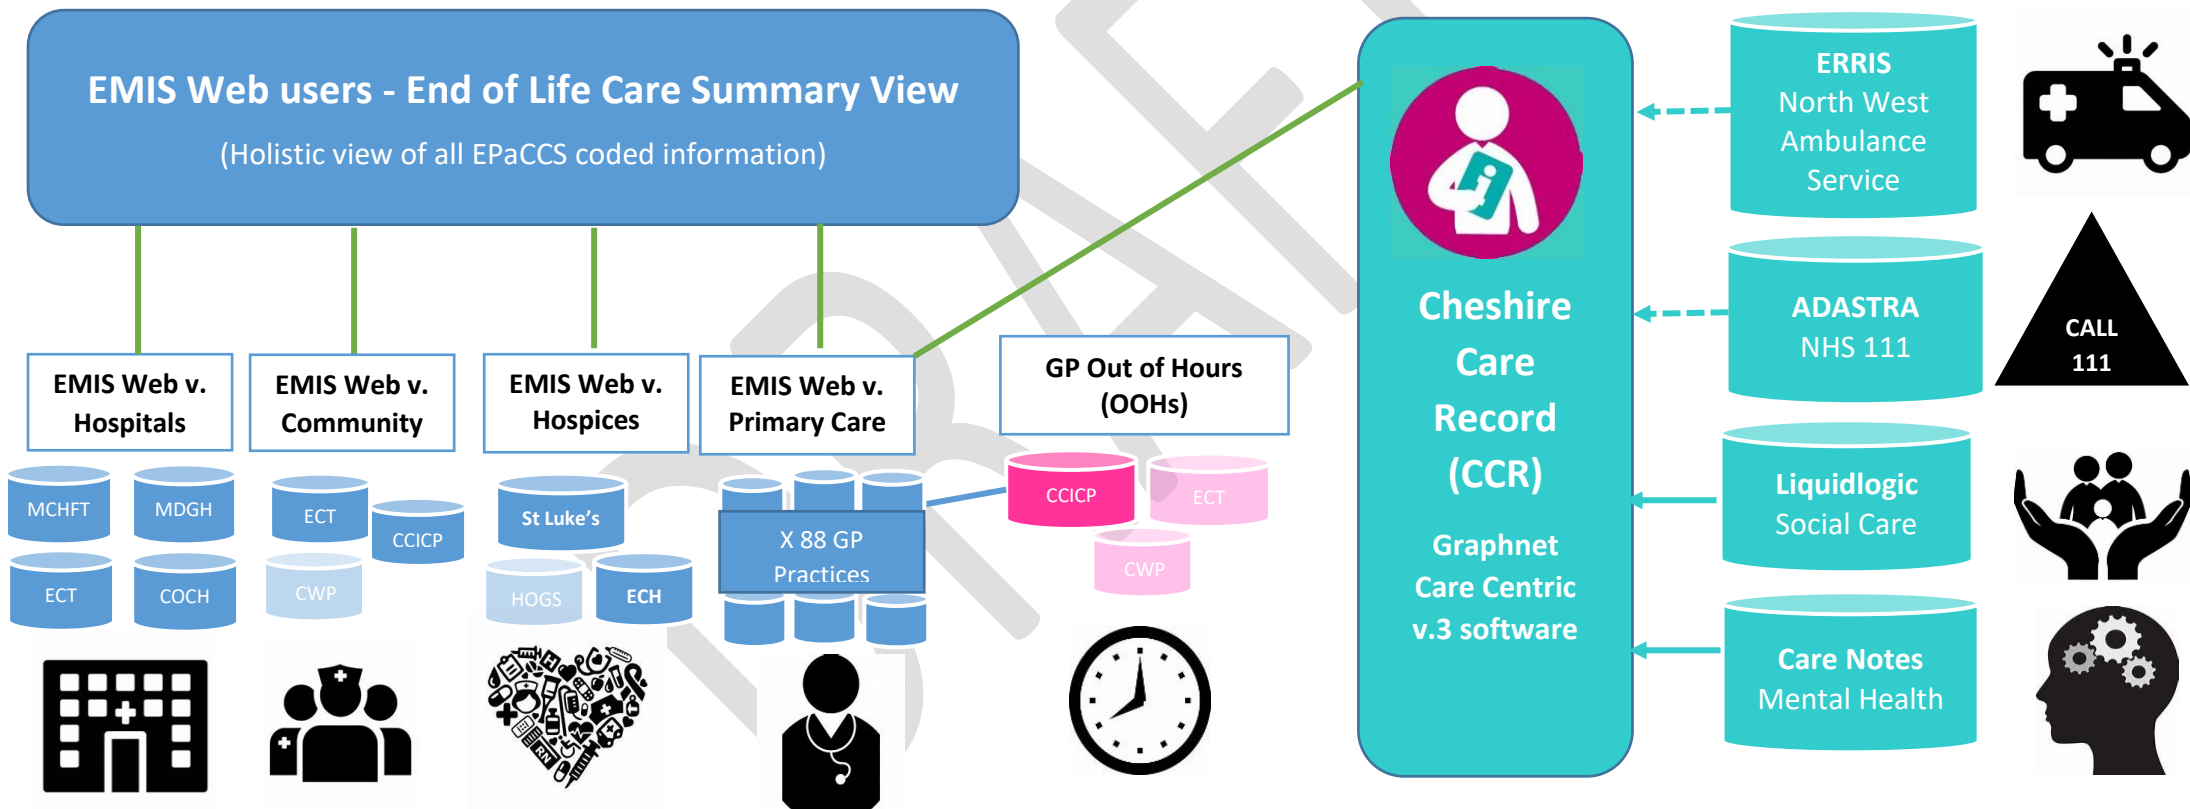 EMIS Web users - End of Life Care Summary View
(Holistic view of all EPaCCS coded information)
EMIS Web v.
Hospitals
EMIS Web v.
Community
EMIS Web v.
Hospices
EMIS Web v.
Primary Care
GP Out of Hours
(OOHs)
MCHFT
MDGH
ECT
COCH
ECT
CCICP
CWP
St Luke's
HOGS
ECH
X 88 GP
Practices
CCICP
ECT
CWP
RN
Cheshire
Care
Record
(CCR)
Graphnet
Care Centric
v.3 software
ERRIS
North West
Ambulance
Service
ADASTRA
NHS 111
CALL
111
Liquidlogic
Social Care
Care Notes
Mental Health
DRAFT